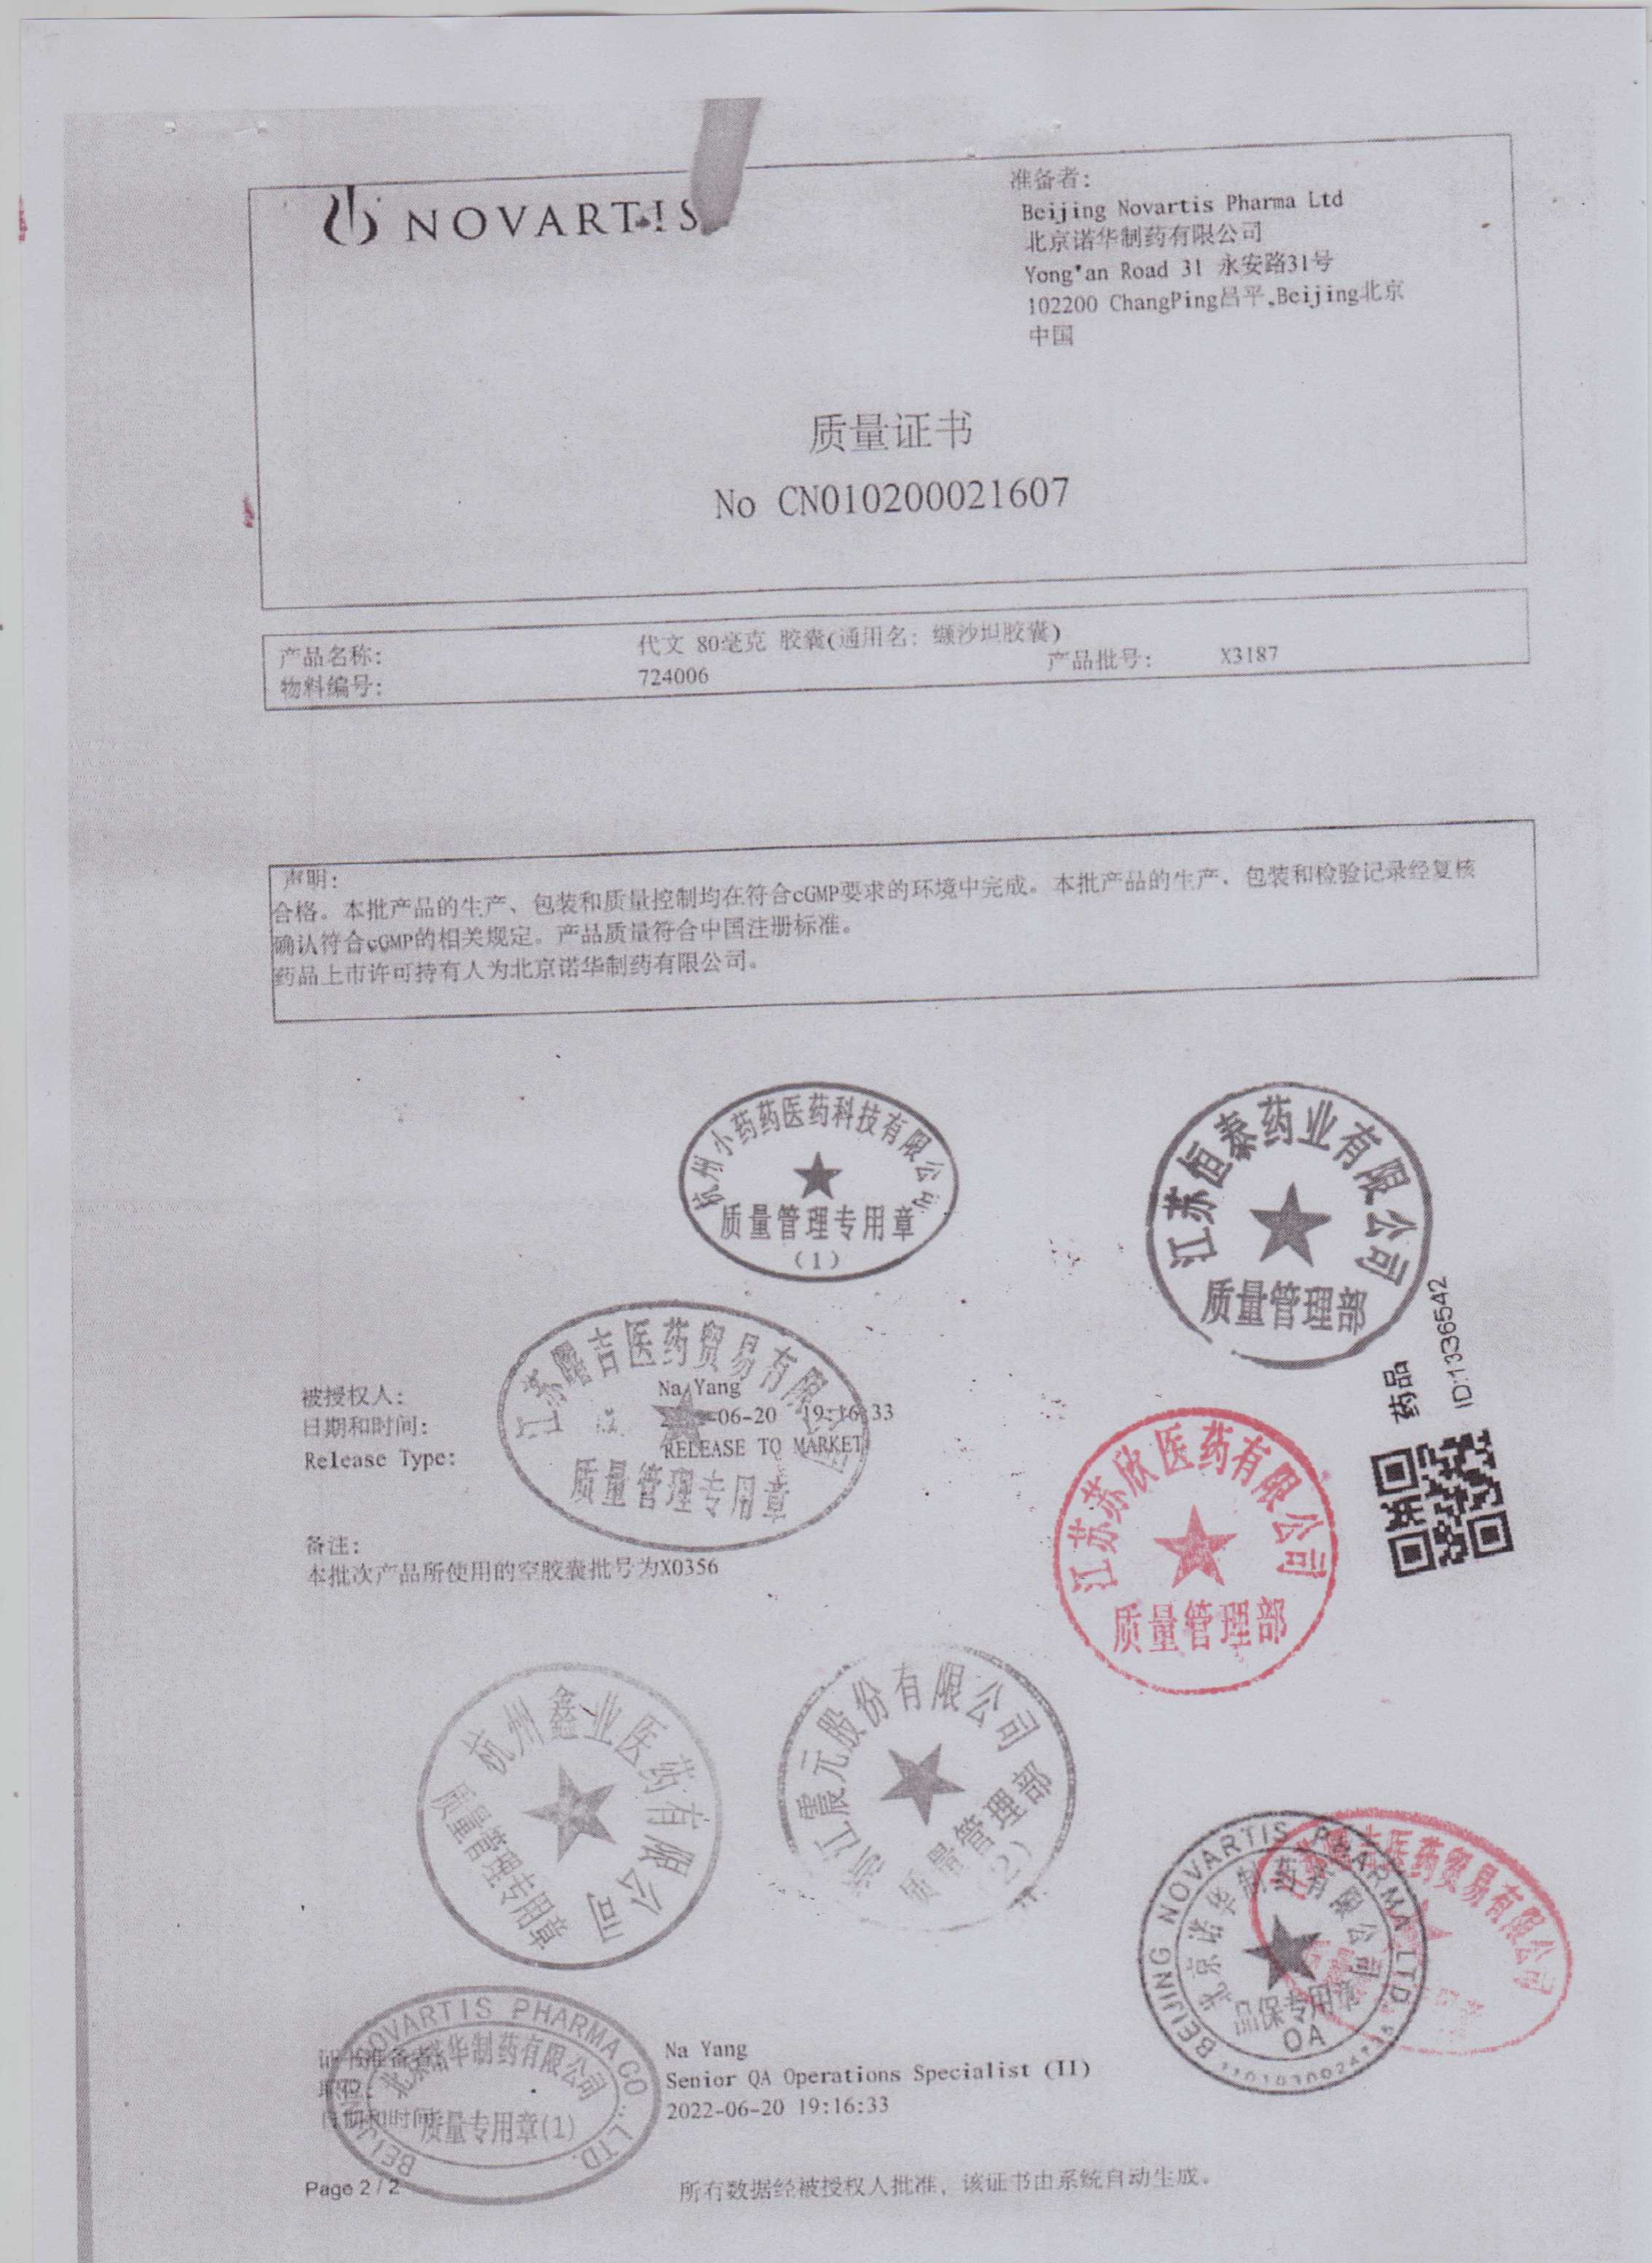 NOVARTIS
准备者:
Beijing Novartis Pharma Ltd
北京诺华制药有限公司
Yong'an Road 31 永安路31号
102200 ChangPing昌平,Beijing北京
中国
质量证书
No CN010200021607
产品名称:
代文 80毫克 胶囊(通用名: 缬沙坦胶囊)
物料编号:
724006
产品批号:
X3187
声明:
合格。本批产品的生产、包装和质量控制均在符合cGMP要求的环境中完成。本批产品的生产、包装和检验记录经复核
确认符合cGMP的相关规定。产品质量符合中国注册标准。
药品上市许可持有人为北京诺华制药有限公司。
杭州小药药医药科技有限公司
质量管理专用章
(1)
江苏恒泰药业有限公司
质量管理部
药品
ID:1336542
吉医药贸易有限
质量管理专用章
被授权人:
Na Yang
日期和时间:
-06-20 19:16:33
Release Type:
RELEASE TO MARKET
江苏苏欣医药有限公司
质量管理部
备注:
本批次产品所使用的空胶囊批号为X0356
杭州鑫业医药有限公司
质量管理专用章
江震元股份有限公司
质量管理部
(2)
BEIJING NOVARTIS PHARMA LTD
北京诺华制药有限公司
品保专用章
QA
吉医药贸易有限公司
NOVARTIS PHARMA CO., LTD.
北京诺华制药有限公司
质量专用章(1)
证书准备者:
Na Yang
Senior QA Operations Specialist (II)
日期和时间:
2022-06-20 19:16:33
Page 2 / 2
所有数据经被授权人批准, 该证书由系统自动生成。